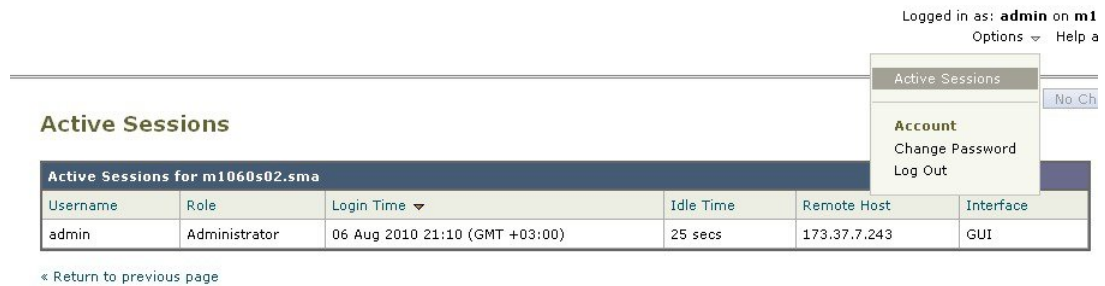 Logged in as: admin on m1
Options Help a
Active Sessions
No Ch
Account
Change Password
Log Out
Active Sessions
Active Sessions for m1060s02.sma
Username Role Login Time Idle Time Remote Host Interface
admin Administrator 06 Aug 2010 21:10 (GMT +03:00) 25 secs 173.37.7.243 GUI
« Return to previous page